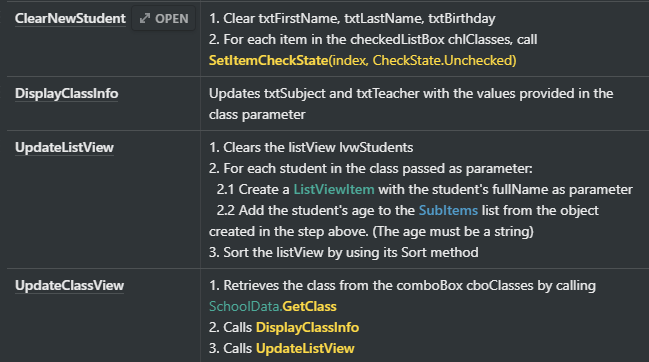 ClearNewStudent OPEN
1. Clear txtFirstName, txtLastName, txtBirthday
2. For each item in the checkedListBox chlClasses, call
SetItemCheckState(index, CheckState.Unchecked)
DisplayClassInfo
Updates txtSubject and txtTeacher with the values provided in the
class parameter
UpdateListView
1. Clears the listView lvwStudents
2. For each student in the class passed as parameter:
2.1 Create a ListViewItem with the student's fullName as parameter
2.2 Add the student's age to the SubItems list from the object
created in the step above. (The age must be a string)
3. Sort the listView by using its Sort method
UpdateClassView
1. Retrieves the class from the comboBox cboClasses by calling
SchoolData.GetClass
2. Calls DisplayClassInfo
3. Calls UpdateListView